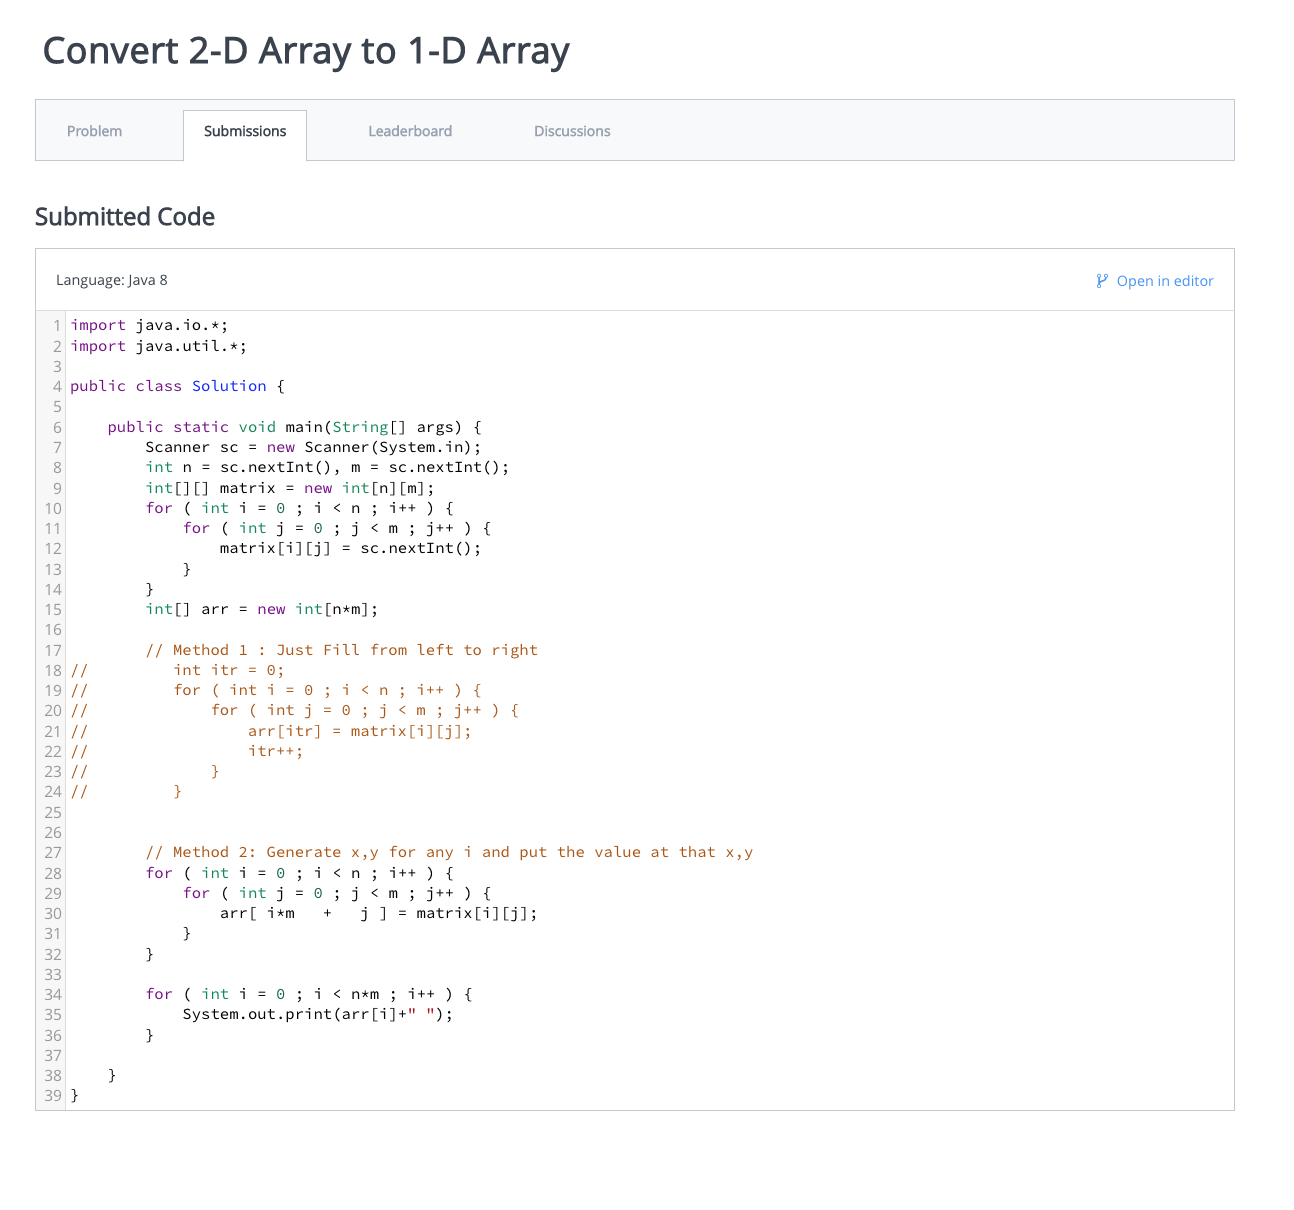 Convert 2-D Array to 1-D Array
Problem Submissions Leaderboard Discussions
Submitted Code
Language: Java 8 Open in editor
1 import java.io.*;
2 import java.util.*;
3
4 public class Solution {
5
6     public static void main(String[] args) {
7         Scanner sc = new Scanner(System.in);
8         int n = sc.nextInt(), m = sc.nextInt();
9         int[][] matrix = new int[n][m];
10         for ( int i = 0 ; i < n ; i++ ) {
11             for ( int j = 0 ; j < m ; j++ ) {
12                 matrix[i][j] = sc.nextInt();
13             }
14         }
15         int[] arr = new int[n*m];
16
17         // Method 1 : Just Fill from left to right
18 //         int itr = 0;
19 //         for ( int i = 0 ; i < n ; i++ ) {
20 //             for ( int j = 0 ; j < m ; j++ ) {
21 //                 arr[itr] = matrix[i][j];
22 //                 itr++;
23 //             }
24 //         }
25
26
27         // Method 2: Generate x,y for any i and put the value at that x,y
28         for ( int i = 0 ; i < n ; i++ ) {
29             for ( int j = 0 ; j < m ; j++ ) {
30                 arr[ i*m   +   j ] = matrix[i][j];
31             }
32         }
33
34         for ( int i = 0 ; i < n*m ; i++ ) {
35             System.out.print(arr[i]+" ");
36         }
37
38     }
39 }